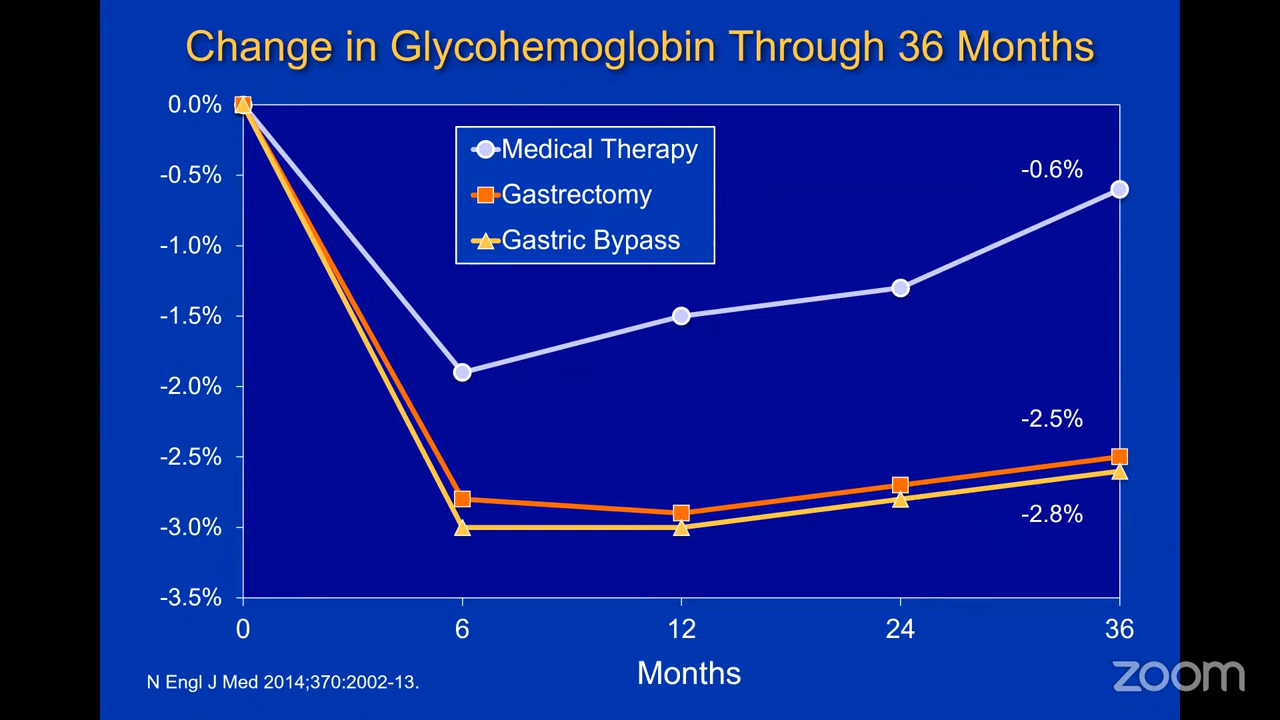 Change in Glycohemoglobin Through 36 Months
0.0%
-0.5%
-1.0%
-1.5%
-2.0%
-2.5%
-3.0%
-3.5%
Medical Therapy
Gastrectomy
Gastric Bypass
-0.6%
-2.5%
-2.8%
0 6 12 24 36
Months
N Engl J Med 2014;370:2002-13.
zoom